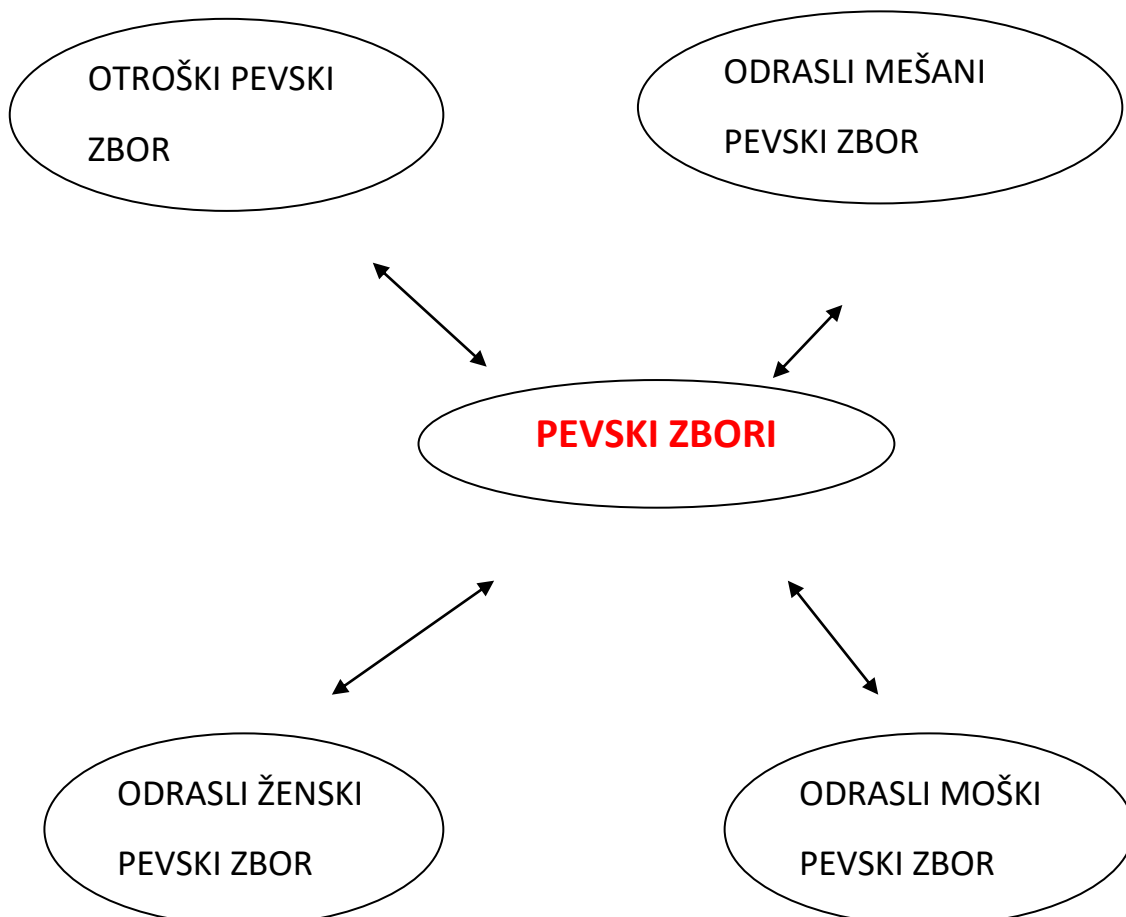 OTROŠKI PEVSKI
ZBOR
ODRASLI MEŠANI
PEVSKI ZBOR
PEVSKI ZBORI
ODRASLI ŽENSKI
PEVSKI ZBOR
ODRASLI MOŠKI
PEVSKI ZBOR